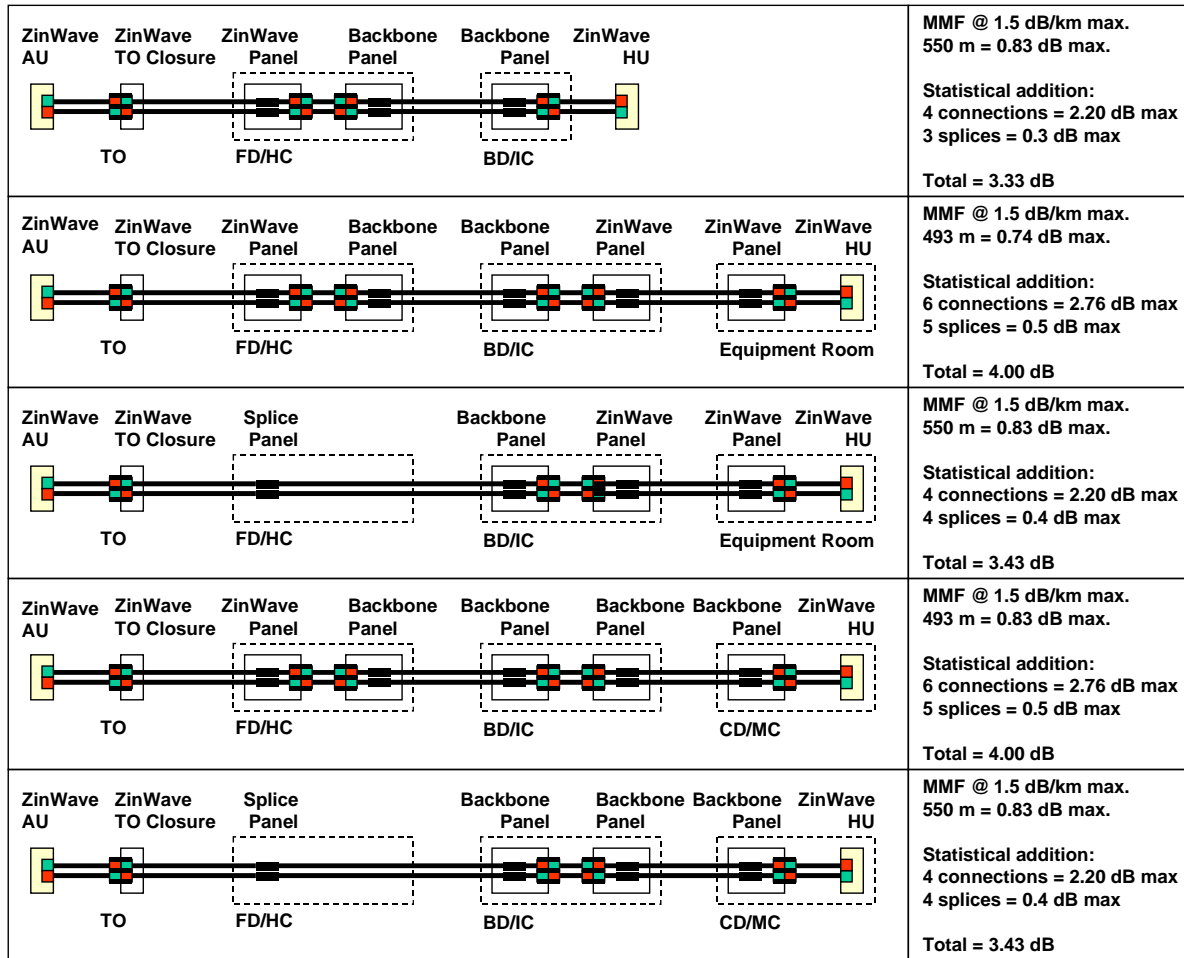 ZinWave ZinWave ZinWave Backbone Backbone ZinWave
AU TO Closure Panel Panel Panel HU
TO FD/HC BD/IC
MMF @ 1.5 dB/km max.
550 m = 0.83 dB max.
Statistical addition:
4 connections = 2.20 dB max
3 splices = 0.3 dB max
Total = 3.33 dB
ZinWave ZinWave ZinWave Backbone Backbone ZinWave ZinWave ZinWave
AU TO Closure Panel Panel Panel Panel Panel HU
TO FD/HC BD/IC Equipment Room
MMF @ 1.5 dB/km max.
493 m = 0.74 dB max.
Statistical addition:
6 connections = 2.76 dB max
5 splices = 0.5 dB max
Total = 4.00 dB
ZinWave ZinWave Splice Backbone ZinWave ZinWave ZinWave
AU TO Closure Panel Panel Panel Panel HU
TO FD/HC BD/IC Equipment Room
MMF @ 1.5 dB/km max.
550 m = 0.83 dB max.
Statistical addition:
4 connections = 2.20 dB max
4 splices = 0.4 dB max
Total = 3.43 dB
ZinWave ZinWave ZinWave Backbone Backbone Backbone Backbone ZinWave
AU TO Closure Panel Panel Panel Panel Panel HU
TO FD/HC BD/IC CD/MC
MMF @ 1.5 dB/km max.
493 m = 0.83 dB max.
Statistical addition:
6 connections = 2.76 dB max
5 splices = 0.5 dB max
Total = 4.00 dB
ZinWave ZinWave Splice Backbone Backbone Backbone ZinWave
AU TO Closure Panel Panel Panel Panel HU
TO FD/HC BD/IC CD/MC
MMF @ 1.5 dB/km max.
550 m = 0.83 dB max.
Statistical addition:
4 connections = 2.20 dB max
4 splices = 0.4 dB max
Total = 3.43 dB